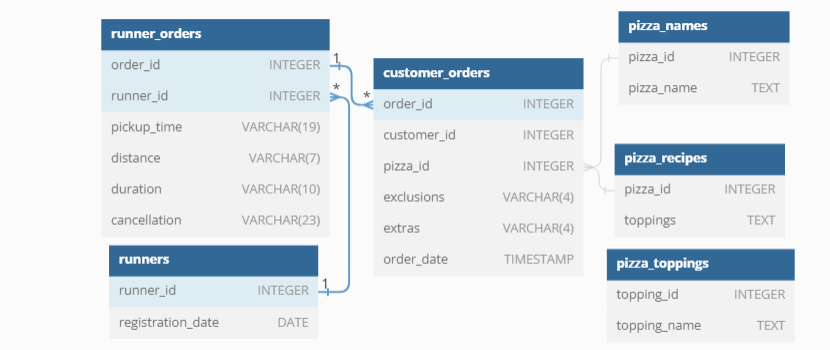 runner_orders
order_id INTEGER
runner_id INTEGER
pickup_time VARCHAR(19)
distance VARCHAR(7)
duration VARCHAR(10)
cancellation VARCHAR(23)
1
*
*
runners
runner_id INTEGER
registration_date DATE
1
customer_orders
order_id INTEGER
customer_id INTEGER
pizza_id INTEGER
exclusions VARCHAR(4)
extras VARCHAR(4)
order_date TIMESTAMP
pizza_names
pizza_id INTEGER
pizza_name TEXT
pizza_recipes
pizza_id INTEGER
toppings TEXT
pizza_toppings
topping_id INTEGER
topping_name TEXT